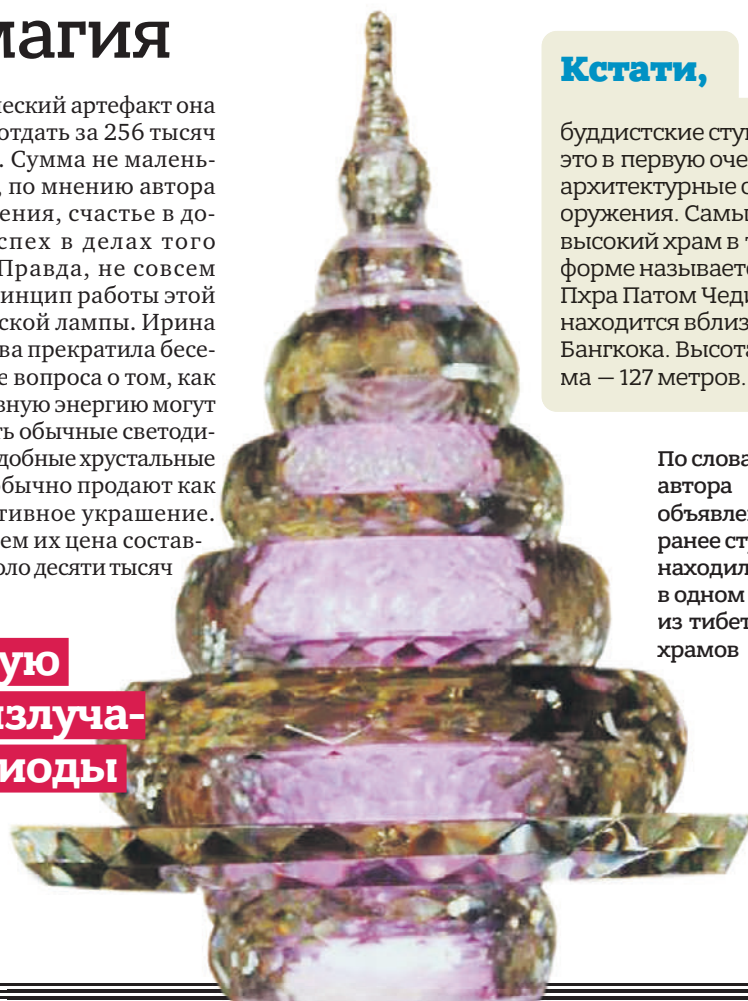 магия
ческий артефакт она
отдать за 256 тысяч
. Сумма не малень-
, по мнению автора
ения, счастье в до-
спех в делах того
Правда, не совсем
инцип работы этой
ской лампы. Ирина
ва прекратила бесе-
е вопроса о том, как
вную энергию могут
ть обычные светоди-
добные хрустальные
бычно продают как
тивное украшение.
ем их цена состав-
оло десяти тысяч
ую
излуча-
иоды
Кстати,
буддистские сту
это в первую оче
архитектурные с
оружения. Самы
высокий храм в т
форме называет
Пхра Патом Чеди
находится вблиз
Бангкока. Высота
ма — 127 метров.
По слова
автора
объявле
ранее ст
находил
в одном
из тибет
храмов